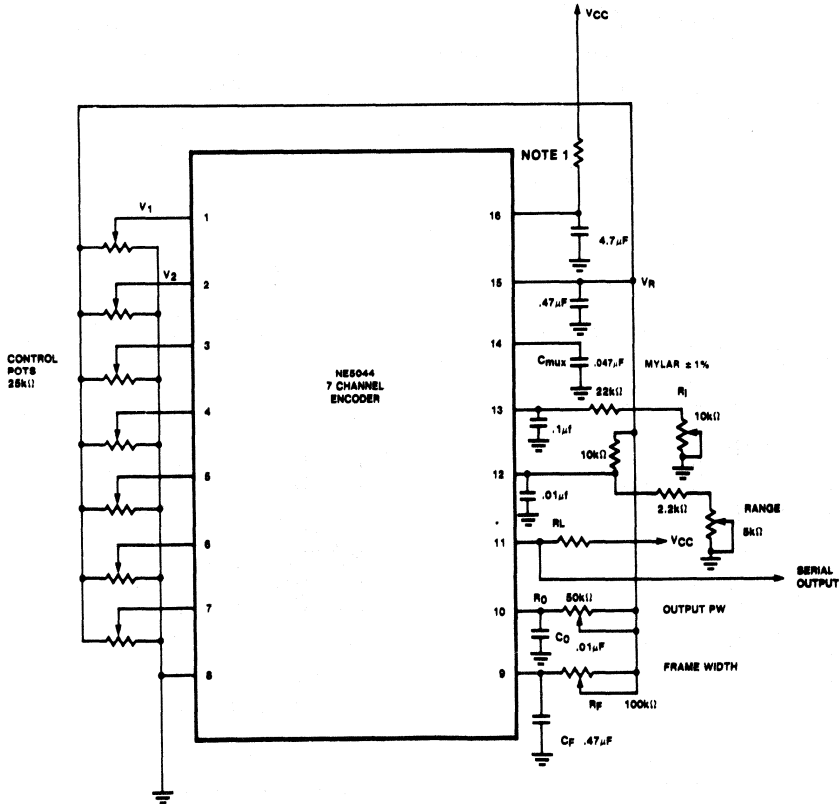 VCC
NOTE 1
V1
1
16
4.7µF
V2
2
15
VR
.47µF
3
14
Cmux
.047µF
MYLAR ± 1%
CONTROL
POTS
25kΩ
NE5044
7 CHANNEL
ENCODER
22kΩ
RI
4
13
10kΩ
.1µf
10kΩ
5
12
.01µf
2.2kΩ
RANGE
5kΩ
RL
6
11
VCC
SERIAL
OUTPUT
7
10
RO
50kΩ
OUTPUT PW
CO
.01µF
FRAME WIDTH
8
9
RF
100kΩ
CF .47µF